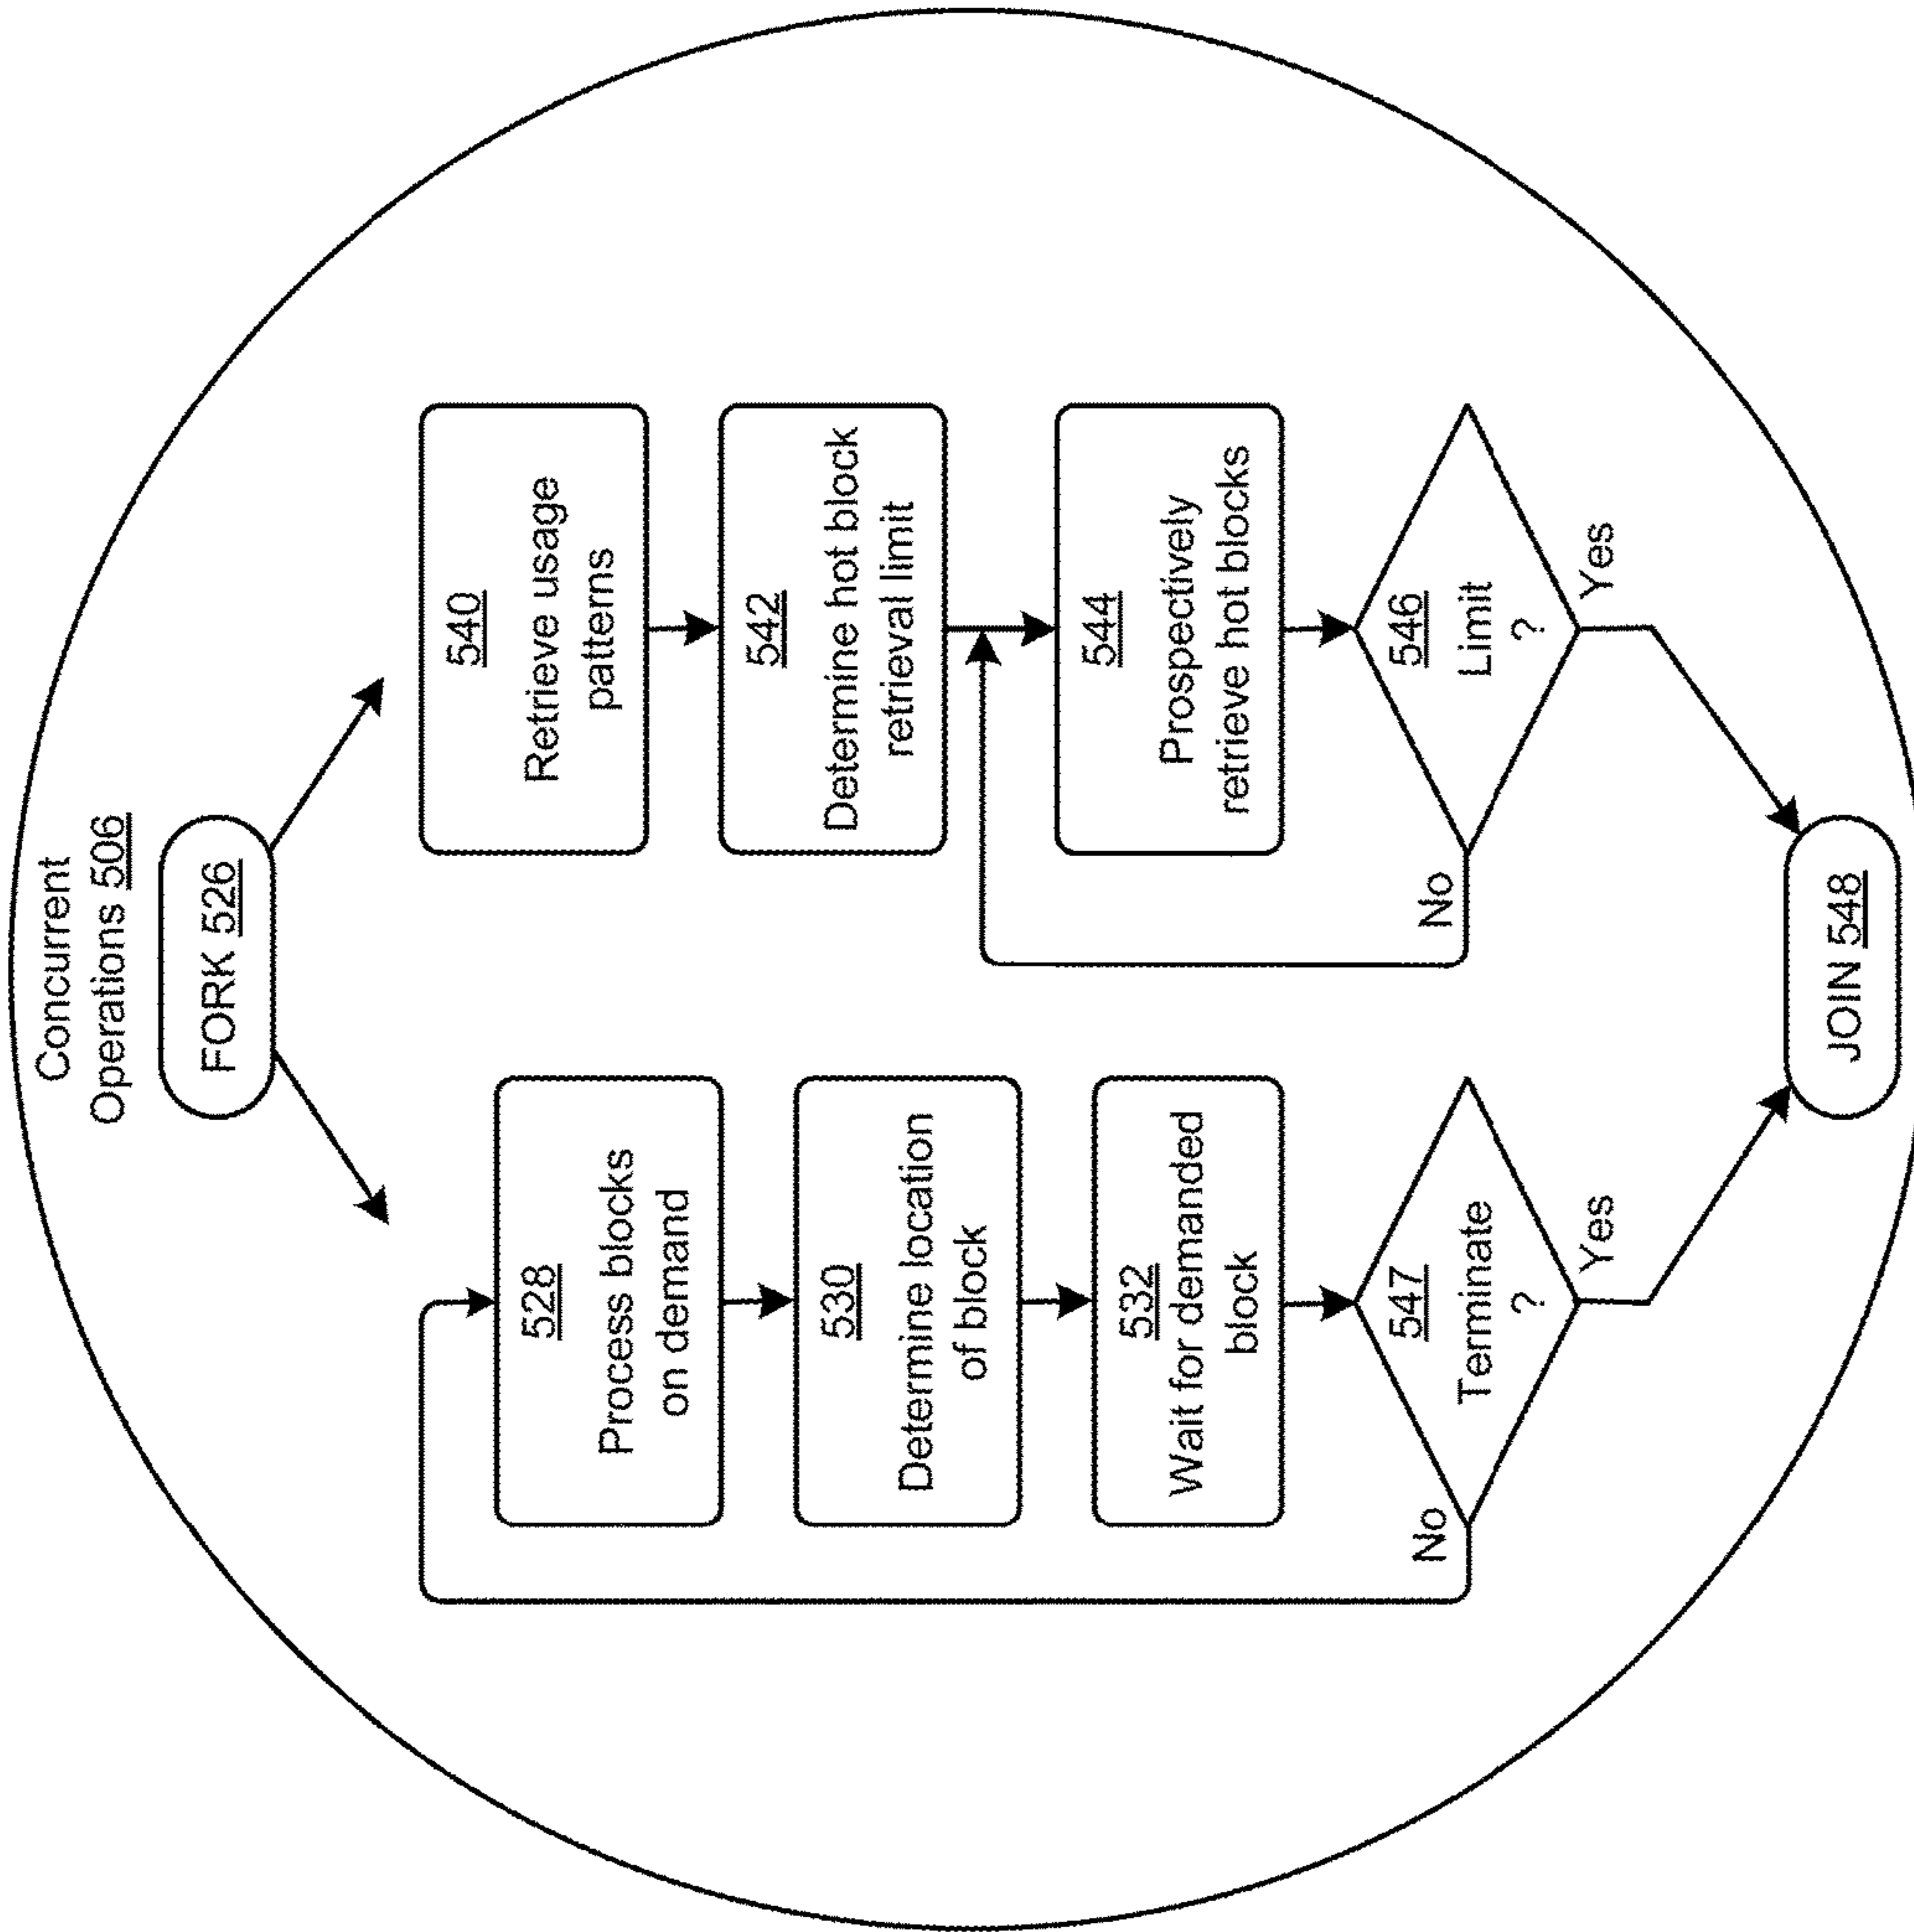 Concurrent
Operations 506
FORK 526
528
Process blocks
on demand
530
Determine location
of block
532
Wait for demanded
block
547
Terminate
?
No
Yes
540
Retrieve usage
patterns
542
Determine hot block
retrieval limit
544
Prospectively
retrieve hot blocks
546
Limit
?
No
Yes
JOIN 548